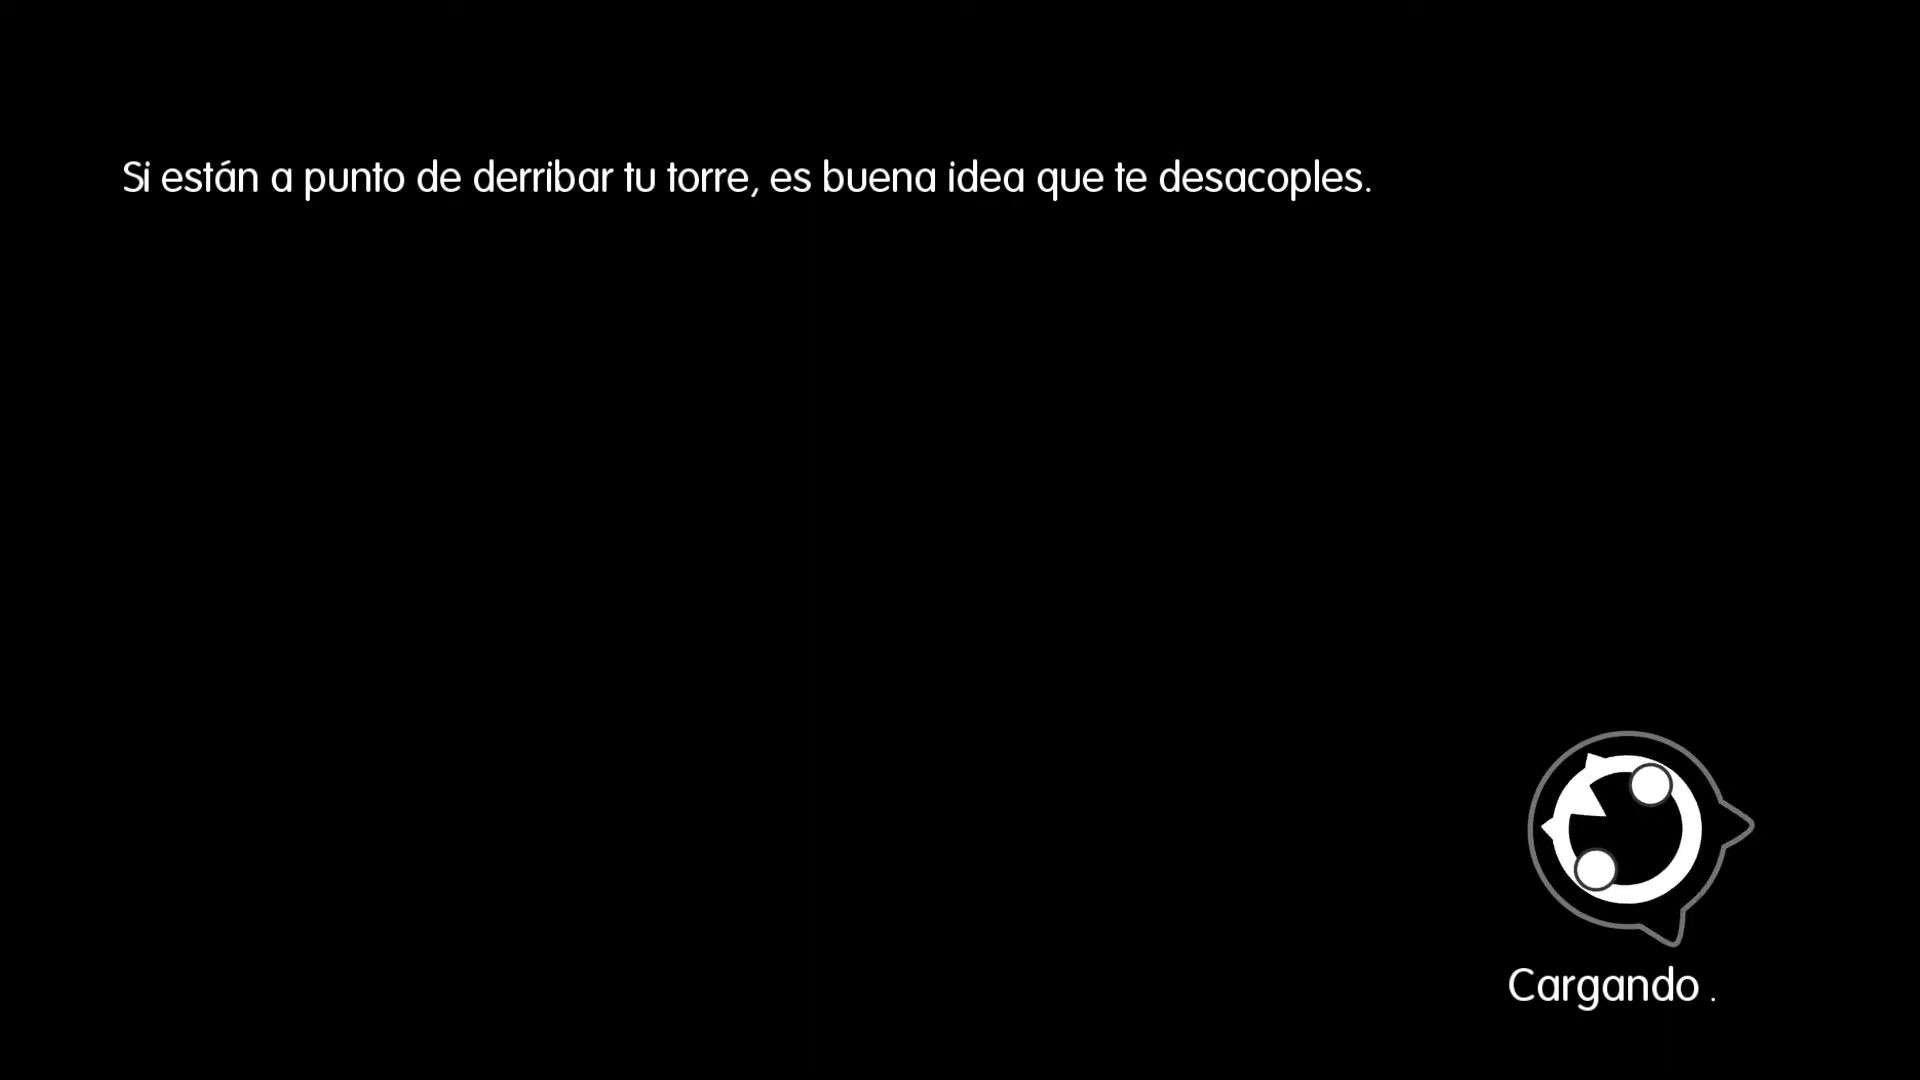 Si están a punto de derribar tu torre, es buena idea que te desacoples.
Cargando .